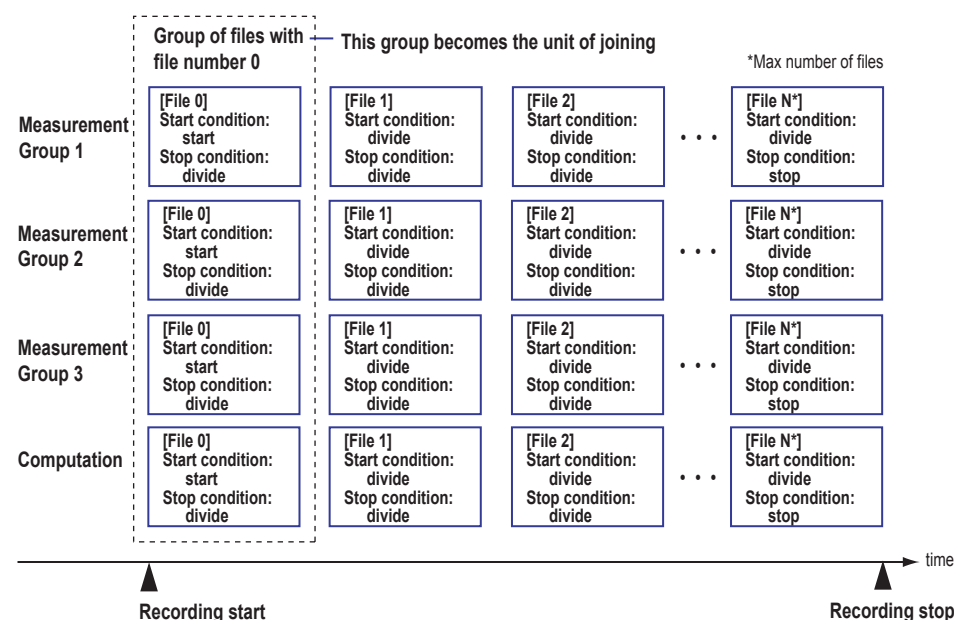 Group of files with
file number 0
This group becomes the unit of joining
*Max number of files
Measurement
Group 1
[File 0]
Start condition:
start
Stop condition:
divide
[File 1]
Start condition:
divide
Stop condition:
divide
[File 2]
Start condition:
divide
Stop condition:
divide
• • •
[File N*]
Start condition:
divide
Stop condition:
stop
Measurement
Group 2
[File 0]
Start condition:
start
Stop condition:
divide
[File 1]
Start condition:
divide
Stop condition:
divide
[File 2]
Start condition:
divide
Stop condition:
divide
• • •
[File N*]
Start condition:
divide
Stop condition:
stop
Measurement
Group 3
[File 0]
Start condition:
start
Stop condition:
divide
[File 1]
Start condition:
divide
Stop condition:
divide
[File 2]
Start condition:
divide
Stop condition:
divide
• • •
[File N*]
Start condition:
divide
Stop condition:
stop
Computation
[File 0]
Start condition:
start
Stop condition:
divide
[File 1]
Start condition:
divide
Stop condition:
divide
[File 2]
Start condition:
divide
Stop condition:
divide
• • •
[File N*]
Start condition:
divide
Stop condition:
stop
time
Recording start
Recording stop